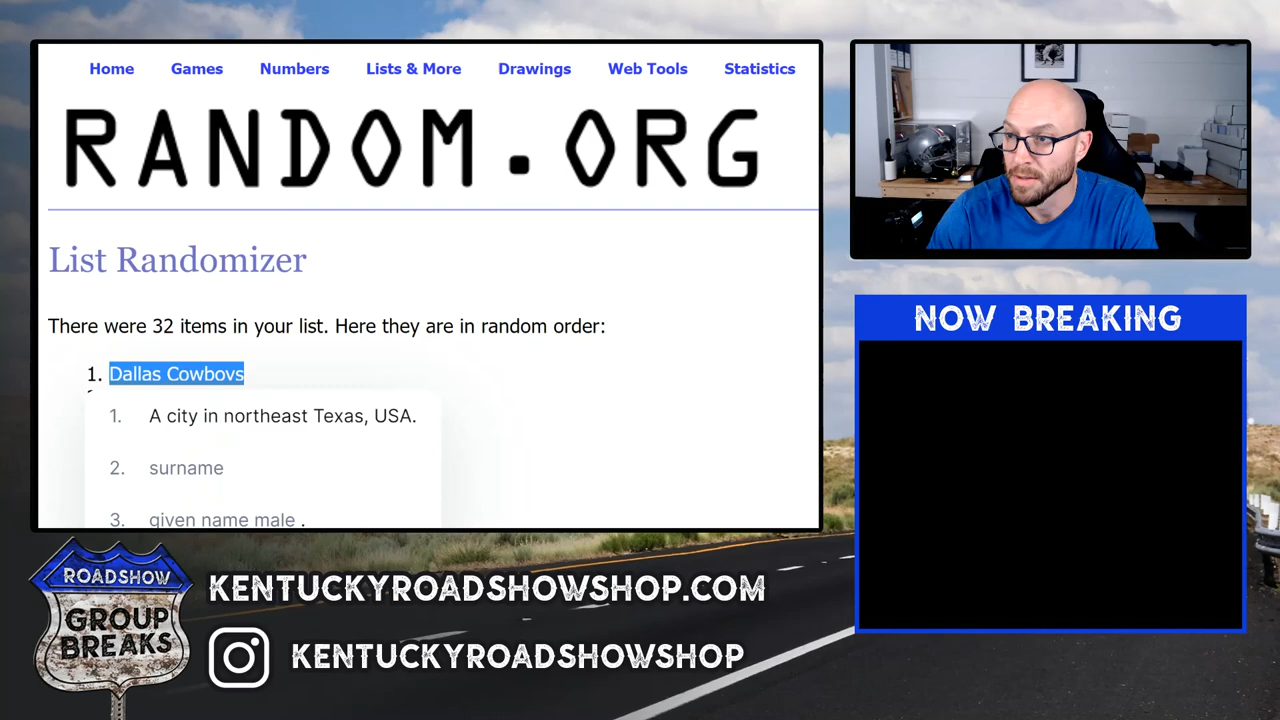 Home Games Numbers Lists & More Drawings Web Tools Statistics
RANDOM.ORG
List Randomizer
There were 32 items in your list. Here they are in random order:
1. Dallas Cowboys
1. A city in northeast Texas, USA.
2. surname
3. given name male .
NOW BREAKING
ROADSHOW
GROUP
BREAKS
KENTUCKYROADSHOWSHOP.COM
KENTUCKYROADSHOWSHOP